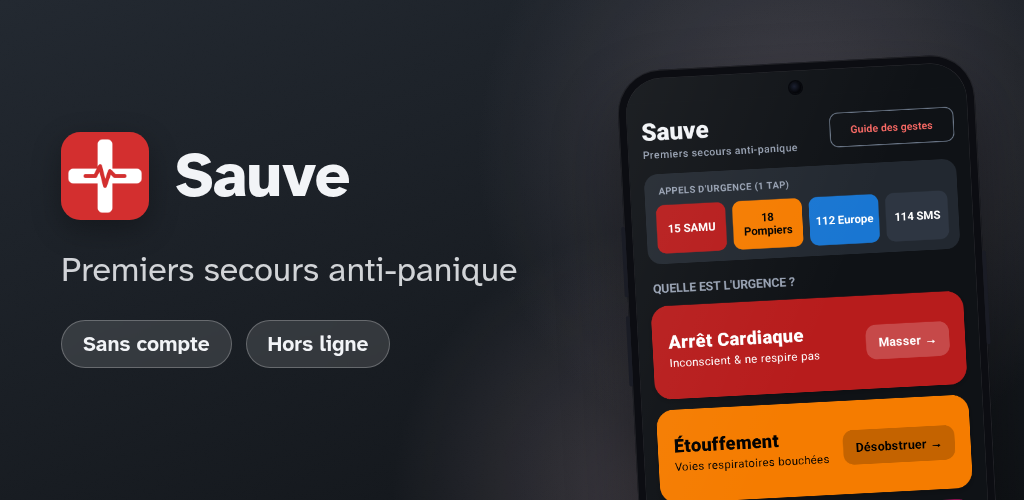 Sauve
Premiers secours anti-panique
Sans compte
Hors ligne
Sauve
Premiers secours anti-panique
Guide des gestes
APPELS D'URGENCE (1 TAP)
15 SAMU
18
Pompiers
112 Europe
114 SMS
QUELLE EST L'URGENCE ?
Arrêt Cardiaque
Inconscient & ne respire pas
Masser →
Étouffement
Voies respiratoires bouchées
Désobstruer →